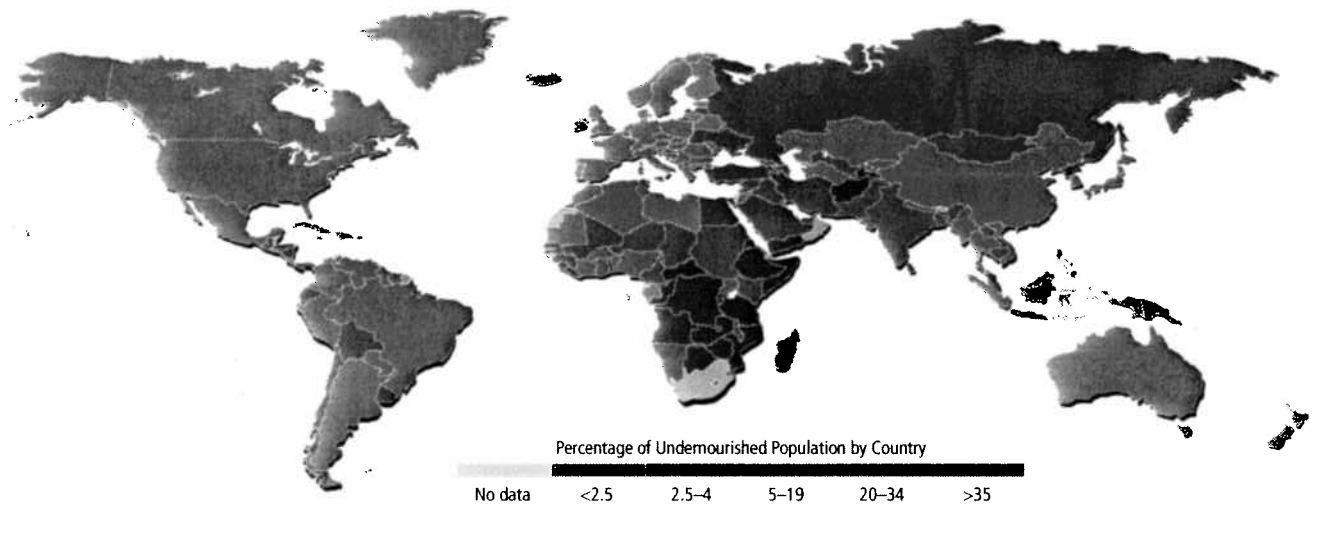 Percentage of Undernourished Population by Country
No data <2.5 2.5–4 5–19 20–34 >35